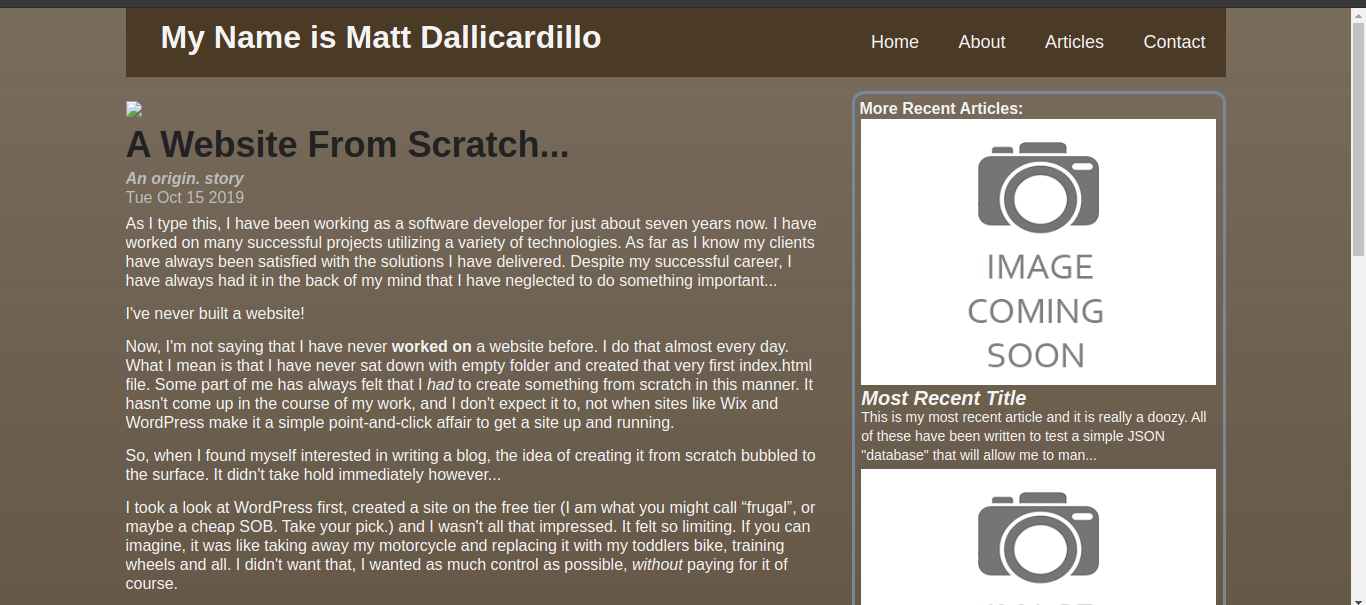 My Name is Matt Dallicardillo
Home About Articles Contact
A Website From Scratch...
An origin. story
Tue Oct 15 2019
As I type this, I have been working as a software developer for just about seven years now. I have
worked on many successful projects utilizing a variety of technologies. As far as I know my clients
have always been satisfied with the solutions I have delivered. Despite my successful career, I
have always had it in the back of my mind that I have neglected to do something important...
I've never built a website!
Now, I'm not saying that I have never worked on a website before. I do that almost every day.
What I mean is that I have never sat down with empty folder and created that very first index.html
file. Some part of me has always felt that I had to create something from scratch in this manner. It
hasn't come up in the course of my work, and I don't expect it to, not when sites like Wix and
WordPress make it a simple point-and-click affair to get a site up and running.
So, when I found myself interested in writing a blog, the idea of creating it from scratch bubbled to
the surface. It didn't take hold immediately however...
I took a look at WordPress first, created a site on the free tier (I am what you might call “frugal”, or
maybe a cheap SOB. Take your pick.) and I wasn't all that impressed. It felt so limiting. If you can
imagine, it was like taking away my motorcycle and replacing it with my toddlers bike, training
wheels and all. I didn't want that, I wanted as much control as possible, without paying for it of
course.
More Recent Articles:
IMAGE
COMING
SOON
Most Recent Title
This is my most recent article and it is really a doozy. All
of these have been written to test a simple JSON
"database" that will allow me to man...